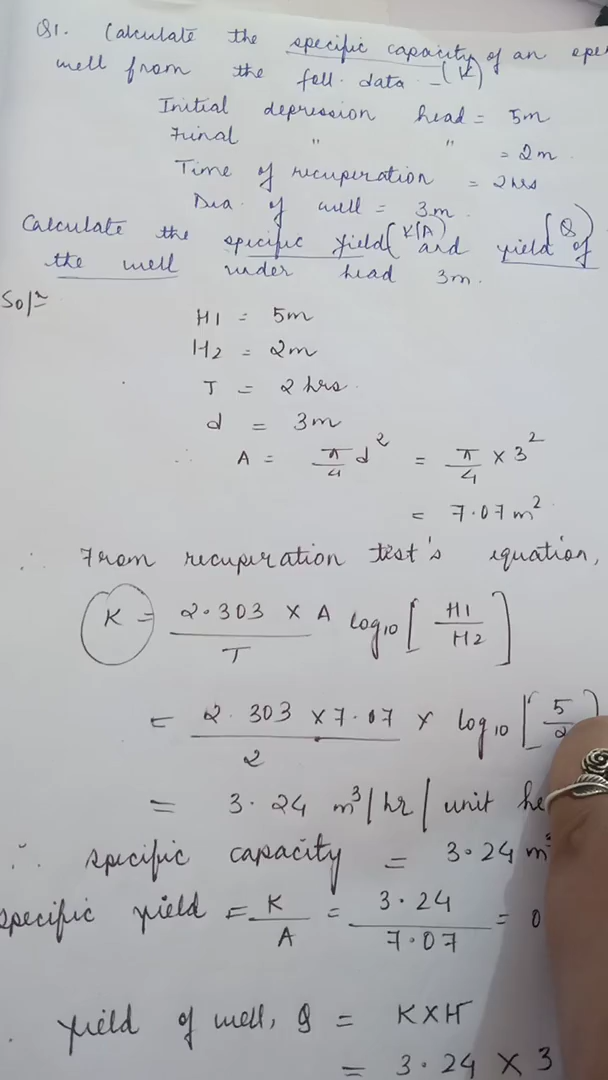 Q1. Calculate the specific capacity of an ope
well from the foll. data - (K)
Initial depression head = 5m
Final " " = 2m.
Time of recuperation = 2hrs
Dia. of well = 3m.
Calculate the specific yield (K/A) and yield (Q) of
the well under head 3m.
Solⁿ
H1 = 5m
H2 = 2m
T = 2 hrs.
d = 3m
∴ A = π/4 d² = π/4 × 3²
= 7.07 m²
∴ From recuperation test's equation,
K = 2.303 × A / T log10 [ H1 / H2 ]
= 2.303 × 7.07 / 2 × log10 [ 5 / 2 ]
= 3.24 m³/hr/unit he
∴ specific capacity = 3.24 m³
specific yield = K / A = 3.24 / 7.07 = 0
yield of well, Q = K×H
= 3.24 × 3